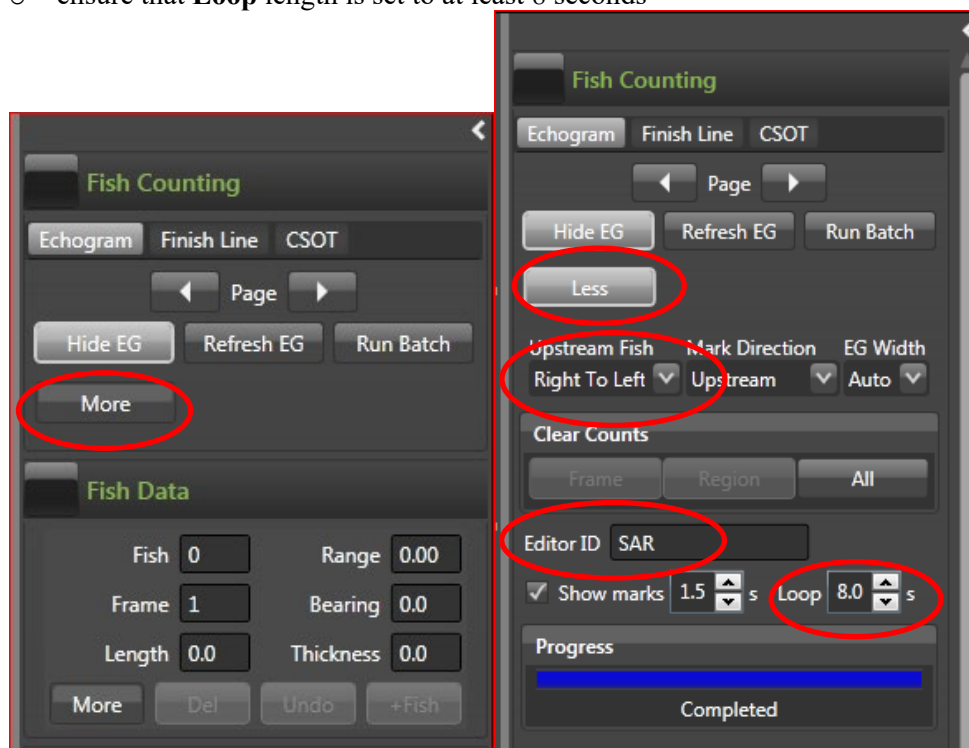 o ensure that Loop length is set to at least 8 seconds
Fish Counting
Echogram Finish Line CSOT
Page
Hide EG Refresh EG Run Batch
More
Fish Data
Fish 0 Range 0.00
Frame 1 Bearing 0.0
Length 0.0 Thickness 0.0
More Del Undo +Fish
Fish Counting
Echogram Finish Line CSOT
Page
Hide EG Refresh EG Run Batch
Less
Upstream Fish Mark Direction EG Width
Right To Left Upstream Auto
Clear Counts
Frame Region All
Editor ID SAR
Show marks 1.5 s Loop 8.0 s
Progress
Completed